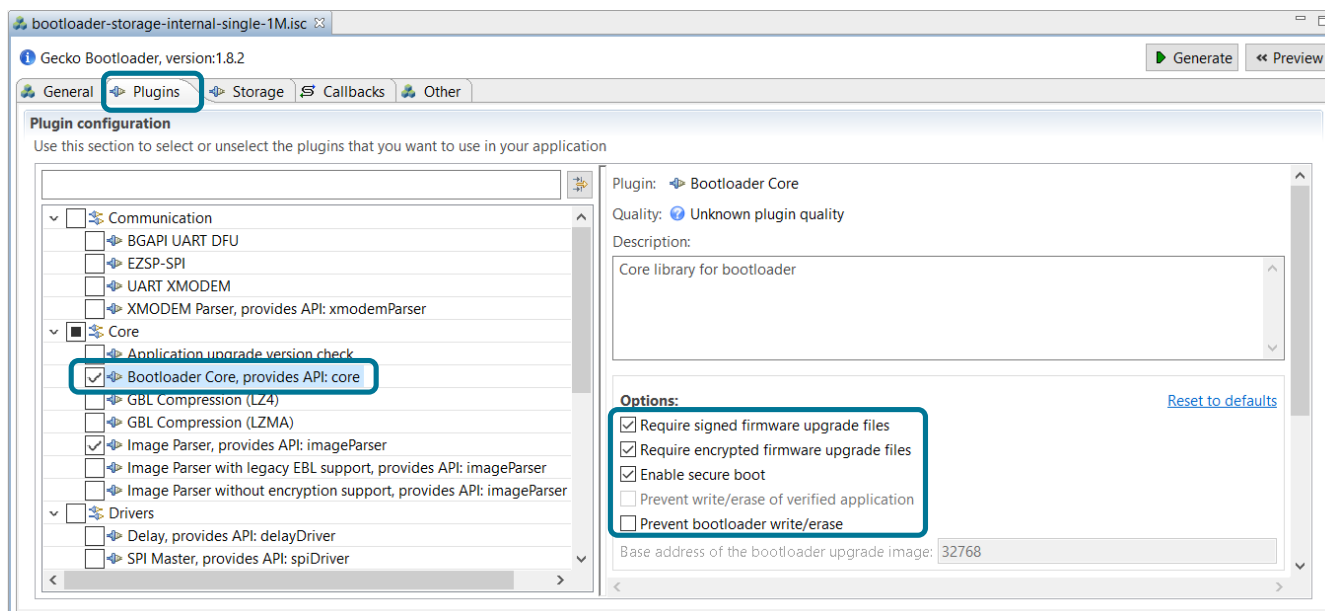 bootloader-storage-internal-single-1M.isc
Gecko Bootloader, version:1.8.2
Generate
Preview
General
Plugins
Storage
Callbacks
Other
Plugin configuration
Use this section to select or unselect the plugins that you want to use in your application
Communication
BGAPI UART DFU
EZSP-SPI
UART XMODEM
XMODEM Parser, provides API: xmodemParser
Core
Application upgrade version check
Bootloader Core, provides API: core
GBL Compression (LZ4)
GBL Compression (LZMA)
Image Parser, provides API: imageParser
Image Parser with legacy EBL support, provides API: imageParser
Image Parser without encryption support, provides API: imageParser
Drivers
Delay, provides API: delayDriver
SPI Master, provides API: spiDriver
Plugin: Bootloader Core
Quality: Unknown plugin quality
Description:
Core library for bootloader
Options:
Reset to defaults
Require signed firmware upgrade files
Require encrypted firmware upgrade files
Enable secure boot
Prevent write/erase of verified application
Prevent bootloader write/erase
Base address of the bootloader upgrade image: 32768